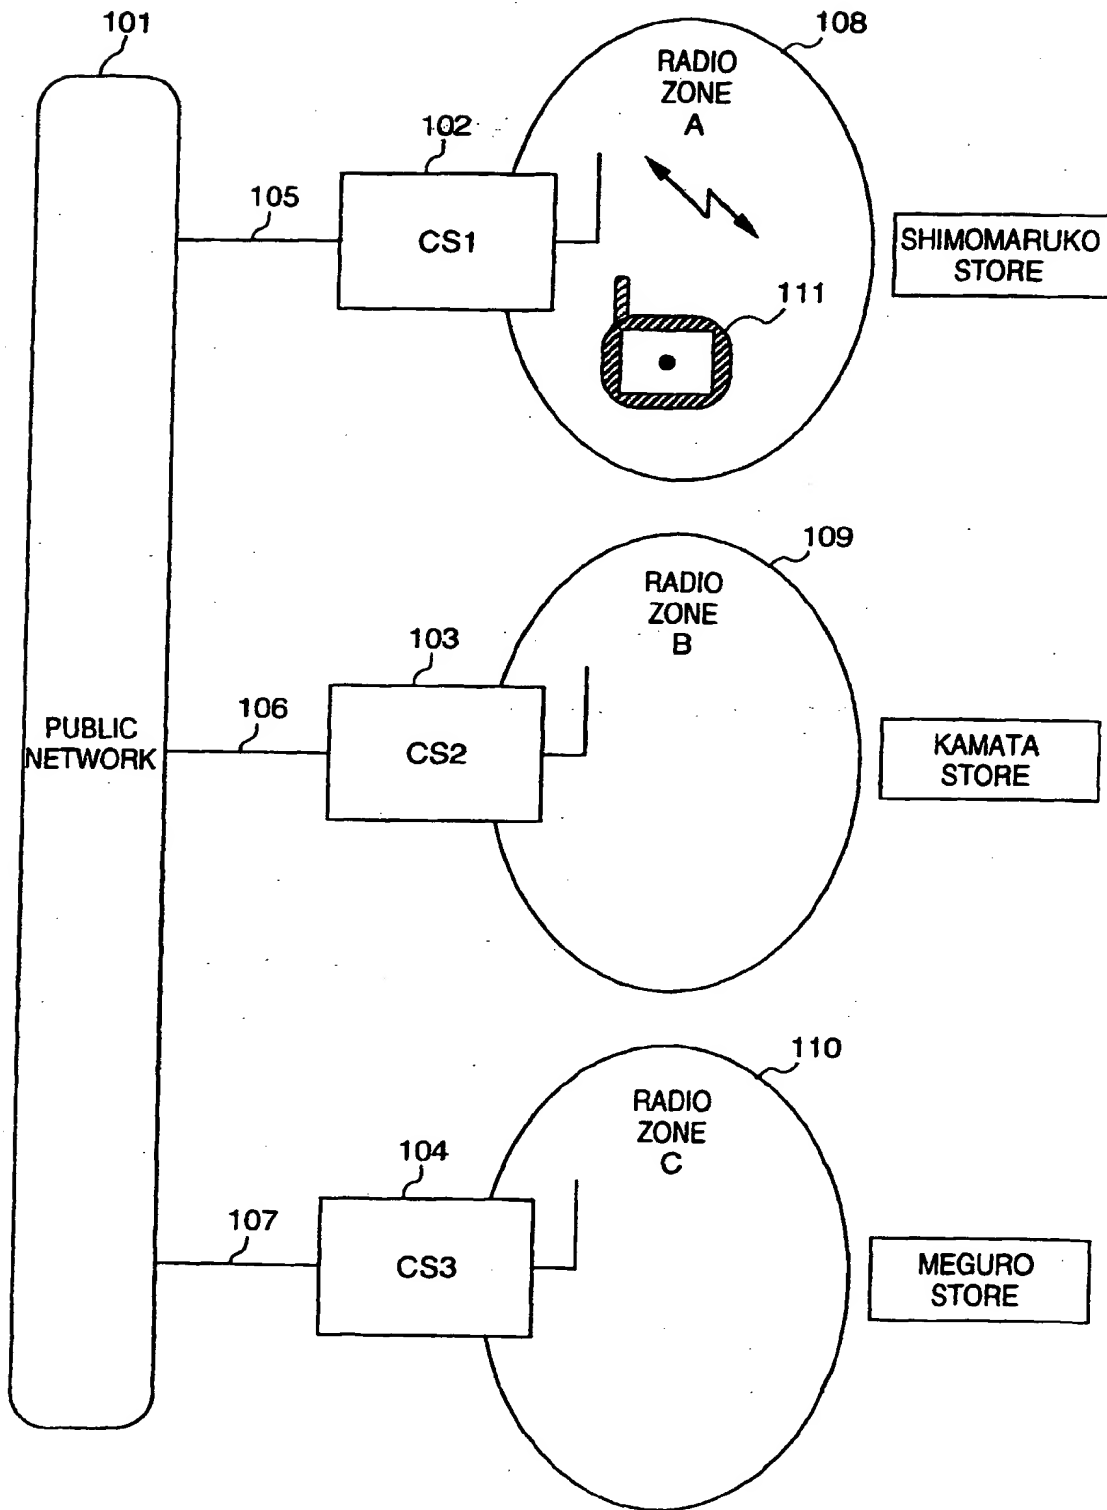 101
108
RADIO
ZONE
A
102
105
CS1
SHIMOMARUKO
STORE
111
109
RADIO
ZONE
B
103
106
PUBLIC
NETWORK
CS2
KAMATA
STORE
110
RADIO
ZONE
C
104
107
CS3
MEGURO
STORE